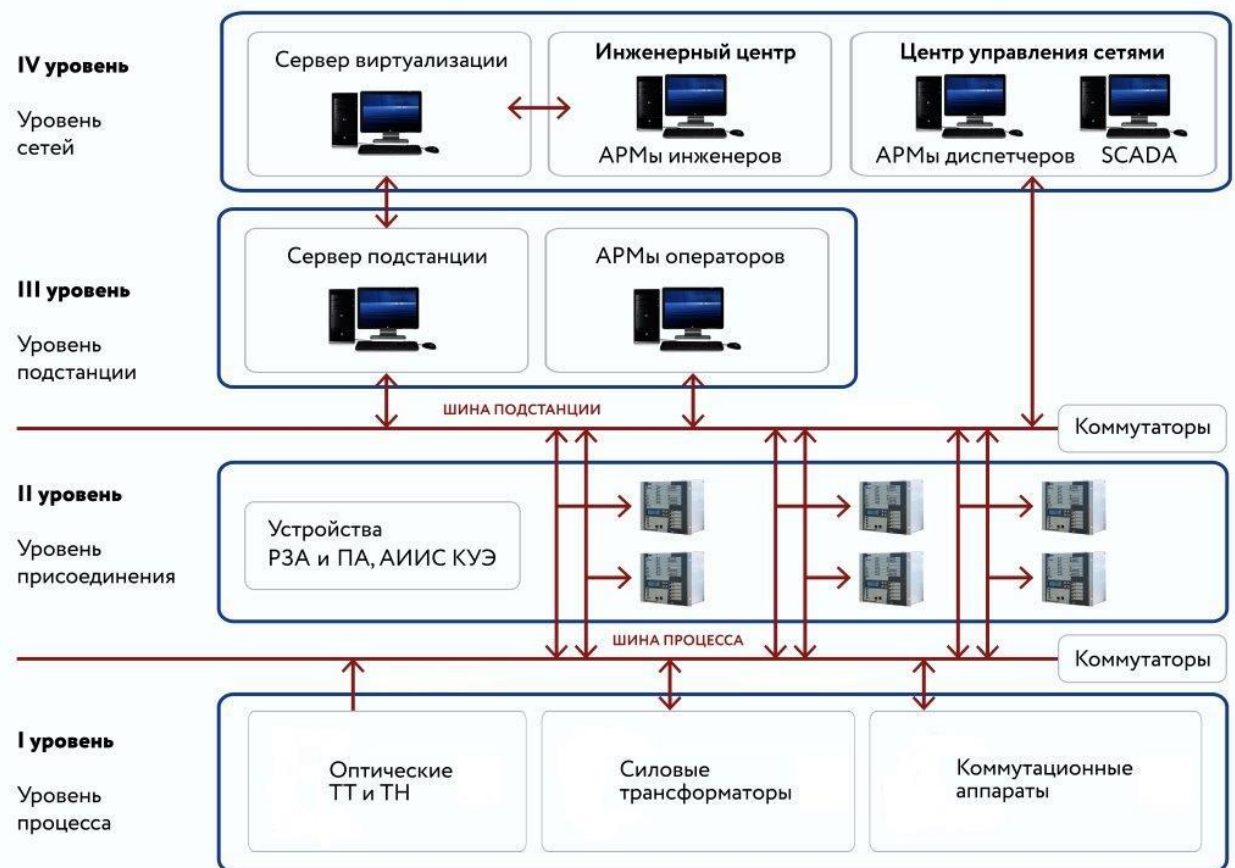 IV уровень
Уровень
сетей
Сервер виртуализации
Инженерный центр
АРМы инженеров
Центр управления сетями
АРМы диспетчеров
SCADA
III уровень
Уровень
подстанции
Сервер подстанции
АРМы операторов
ШИНА ПОДСТАНЦИИ
Коммутаторы
II уровень
Уровень
присоединения
Устройства
РЗА и ПА, АИИС КУЭ
ШИНА ПРОЦЕССА
Коммутаторы
I уровень
Уровень
процесса
Оптические
ТТ и ТН
Силовые
трансформаторы
Коммутационные
аппараты